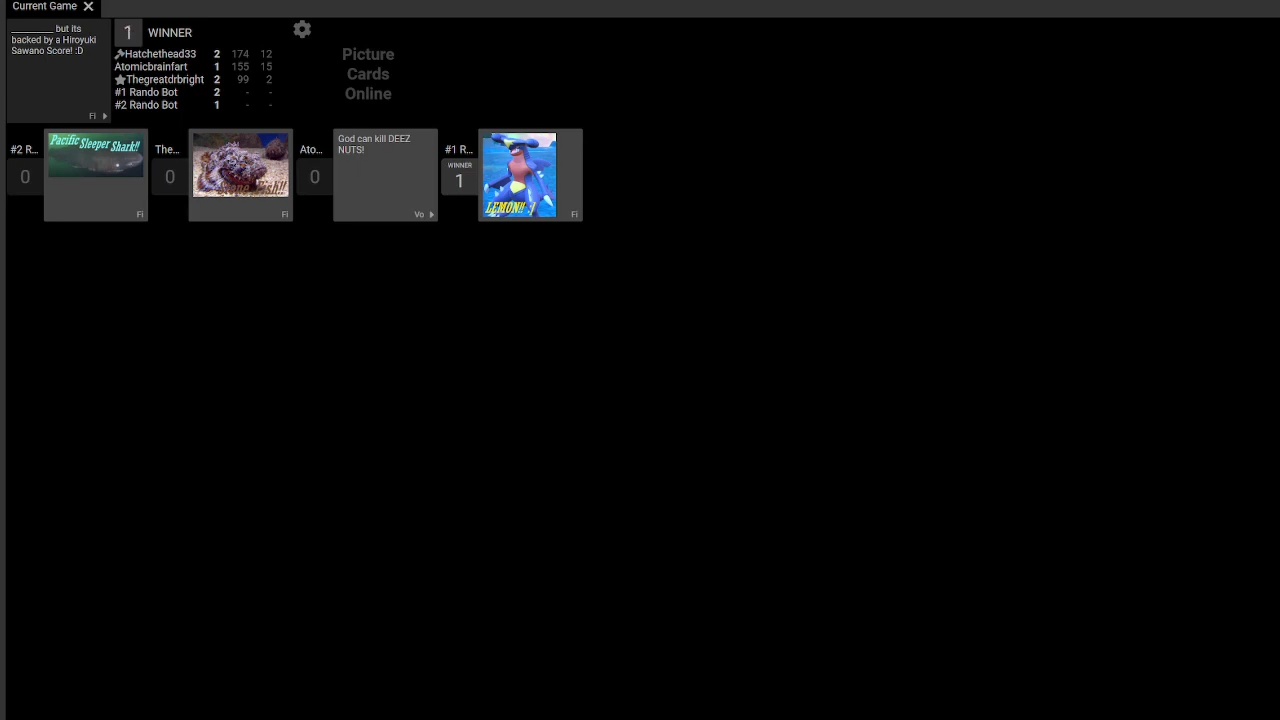 Current Game
________ but its
backed by a Hiroyuki
Sawano Score! :D
Fi
1 WINNER
Hatchethead33 2 174 12
Atomicbrainfart 1 155 15
Thegreatdrbright 2 99 2
#1 Rando Bot 2 - -
#2 Rando Bot 1 - -
Picture
Cards
Online
#2 R...
0
Pacific Sleeper Shark!!
Fi
The...
0
Stone Fish!!
Fi
Ato...
0
God can kill DEEZ
NUTS!
Vo
#1 R...
WINNER
1
LEMON!! :)
Fi